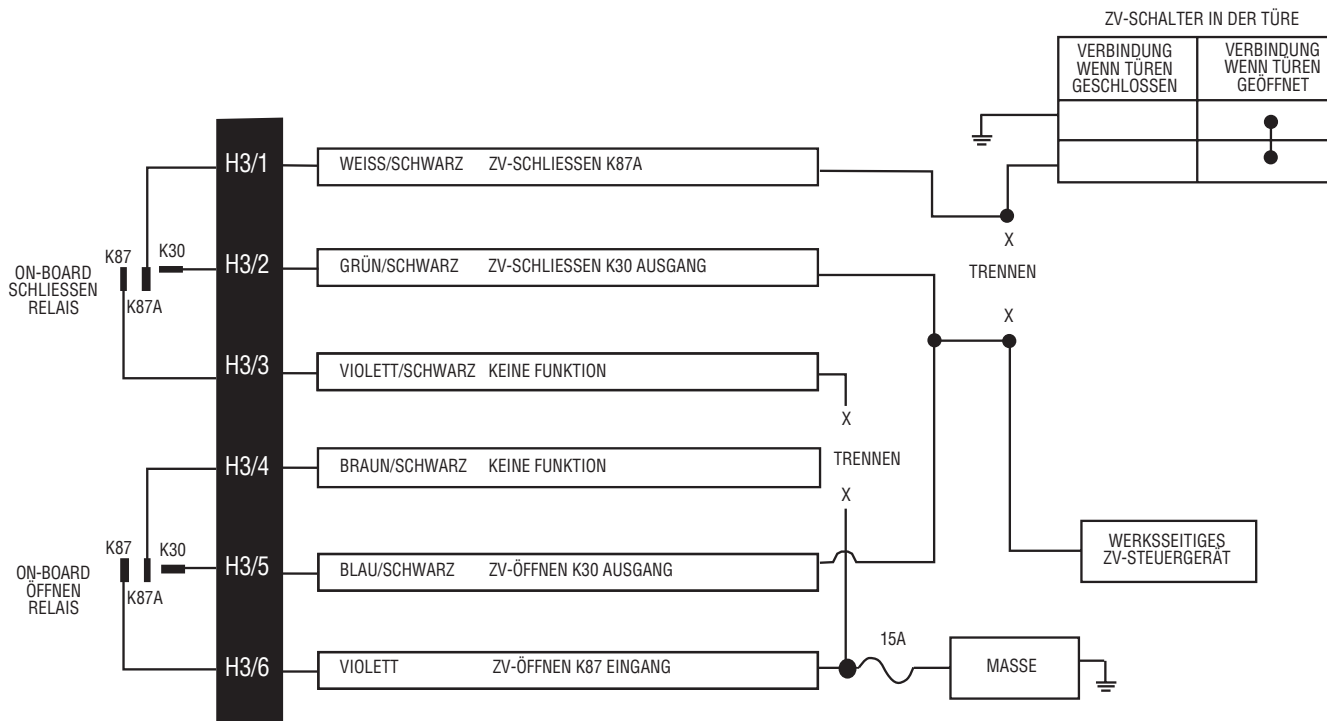 ZV-SCHALTER IN DER TÜRE
VERBINDUNG
WENN TÜREN
GESCHLOSSEN
VERBINDUNG
WENN TÜREN
GEÖFFNET
H3/1
WEISS/SCHWARZ ZV-SCHLIESSEN K87A
X
K87
K30
ON-BOARD
SCHLIESSEN
RELAIS
K87A
H3/2
GRÜN/SCHWARZ ZV-SCHLIESSEN K30 AUSGANG
TRENNEN
X
H3/3
VIOLETT/SCHWARZ KEINE FUNKTION
X
TRENNEN
X
H3/4
BRAUN/SCHWARZ KEINE FUNKTION
K87
K30
ON-BOARD
ÖFFNEN
RELAIS
K87A
H3/5
BLAU/SCHWARZ ZV-ÖFFNEN K30 AUSGANG
WERKSSEITIGES
ZV-STEUERGERÄT
H3/6
VIOLETT ZV-ÖFFNEN K87 EINGANG
15A
MASSE